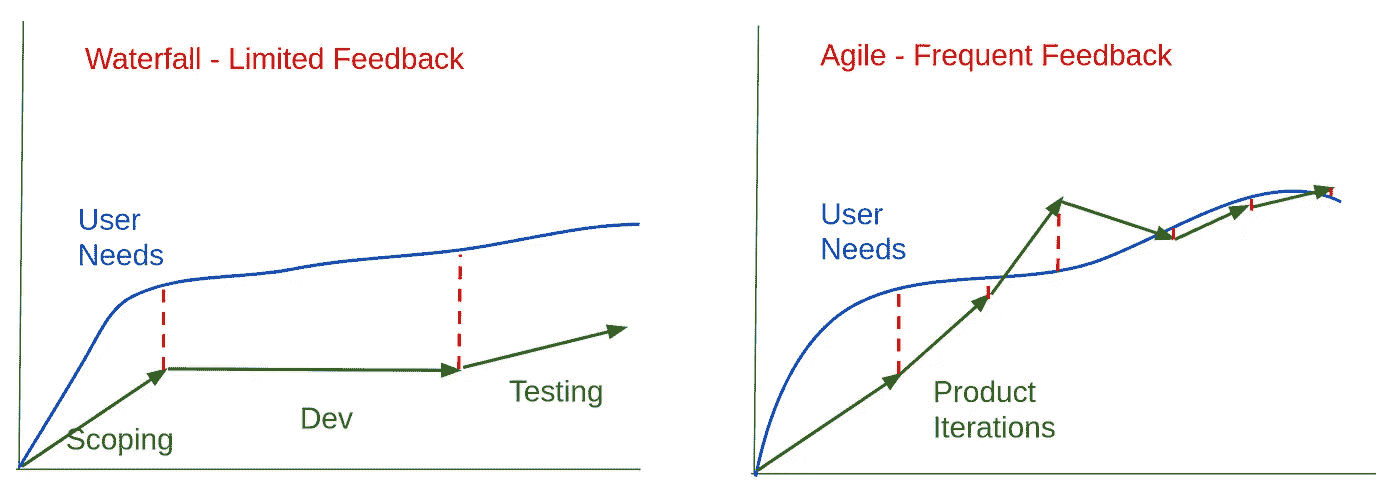 Waterfall - Limited Feedback
User
Needs
Scoping
Dev
Testing
Agile - Frequent Feedback
User
Needs
Product
Iterations